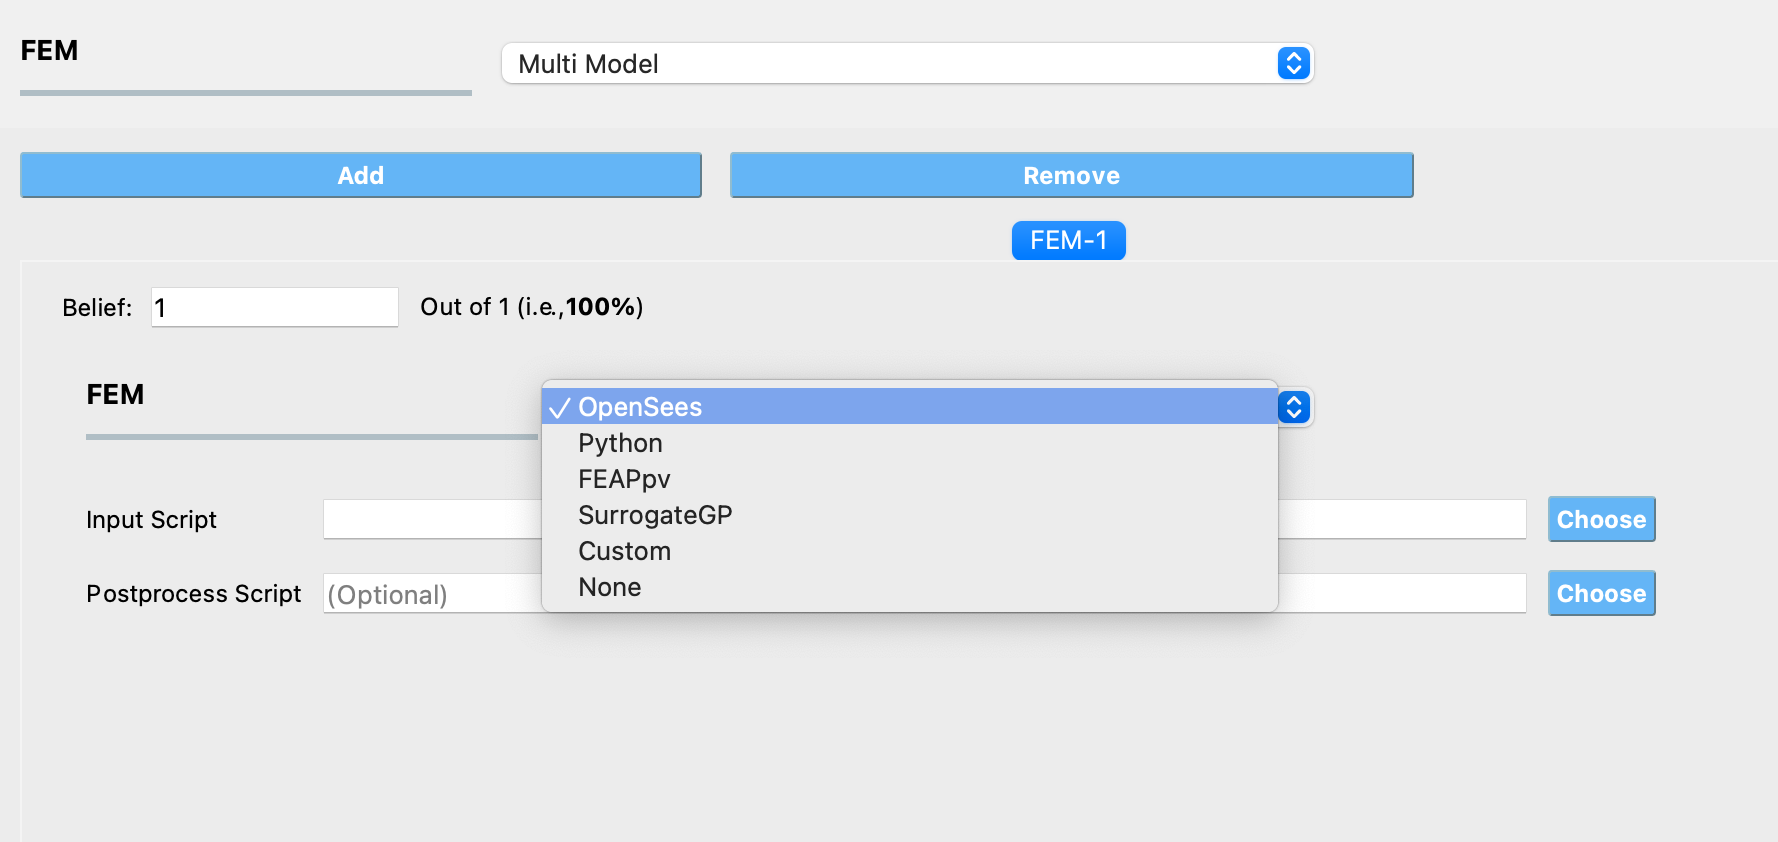 FEM
Multi Model
Add
Remove
FEM-1
Belief: 1 Out of 1 (i.e.,100%)
FEM
✓ OpenSees
Python
FEAPpv
SurrogateGP
Custom
None
Input Script
Choose
Postprocess Script (Optional)
Choose